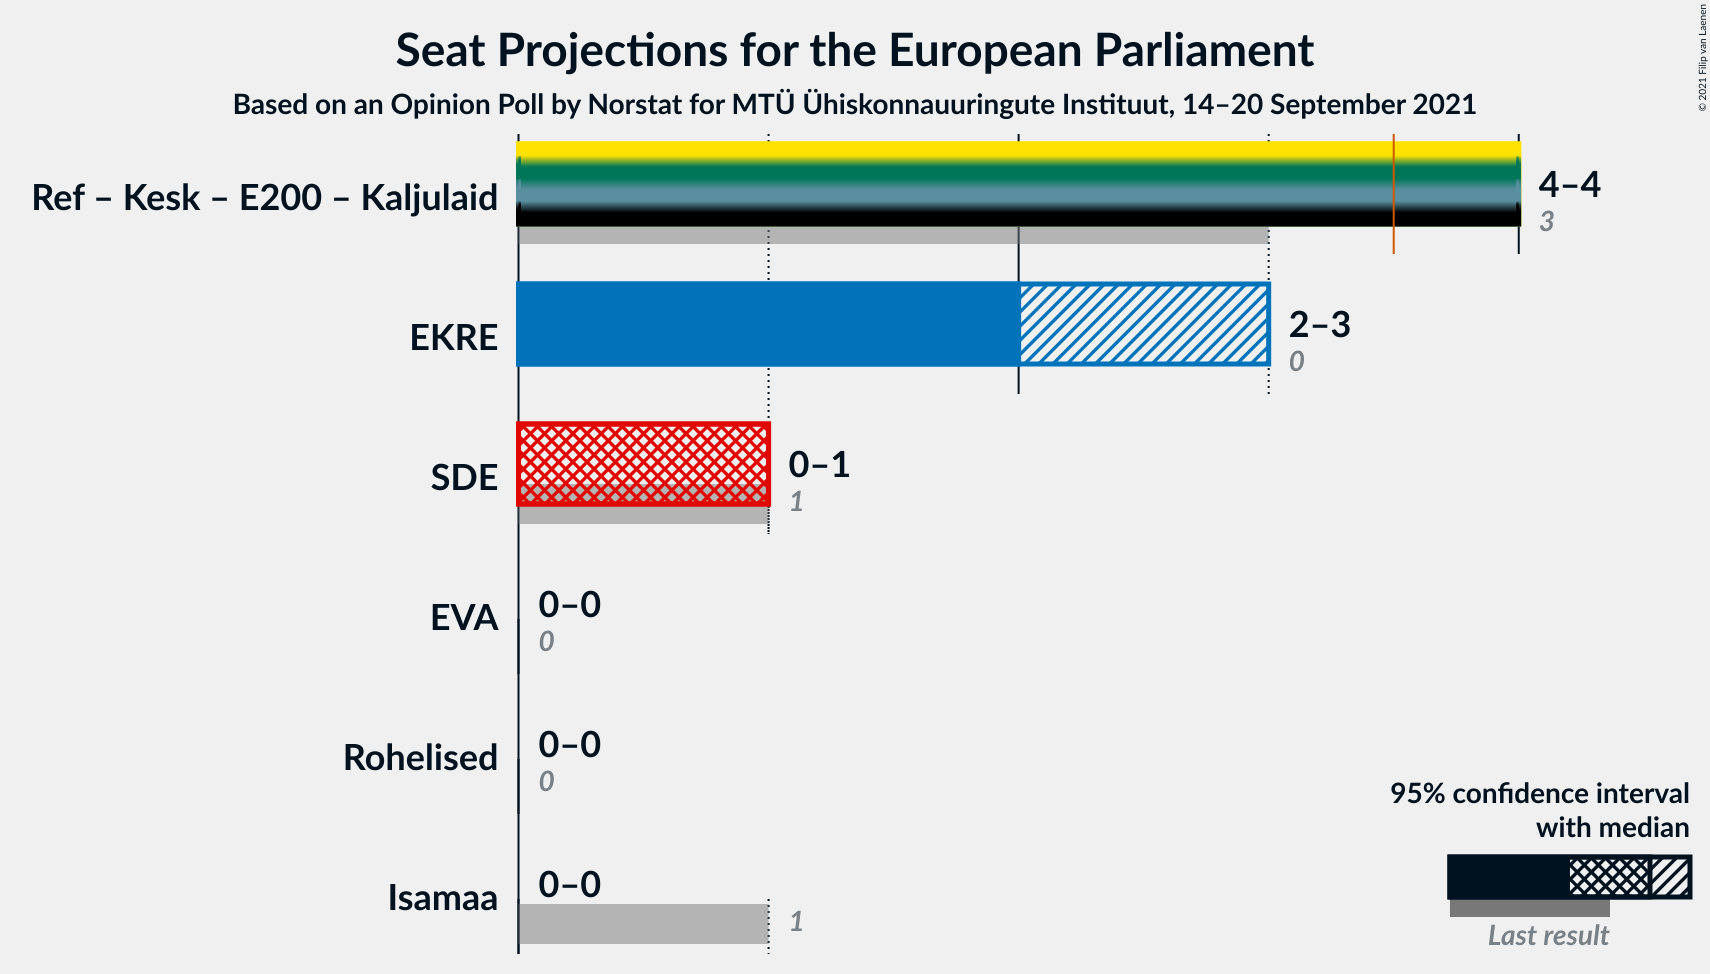 Seat Projections for the European Parliament
Based on an Opinion Poll by Norstat for MTÜ Ühiskonnauuringute Instituut, 14–20 September 2021
© 2021 Filip van Laenen
Ref – Kesk – E200 – Kaljulaid
4–4
3
EKRE
2–3
0
SDE
0–1
1
EVA
0–0
0
Rohelised
0–0
0
Isamaa
0–0
1
95% confidence interval
with median
Last result